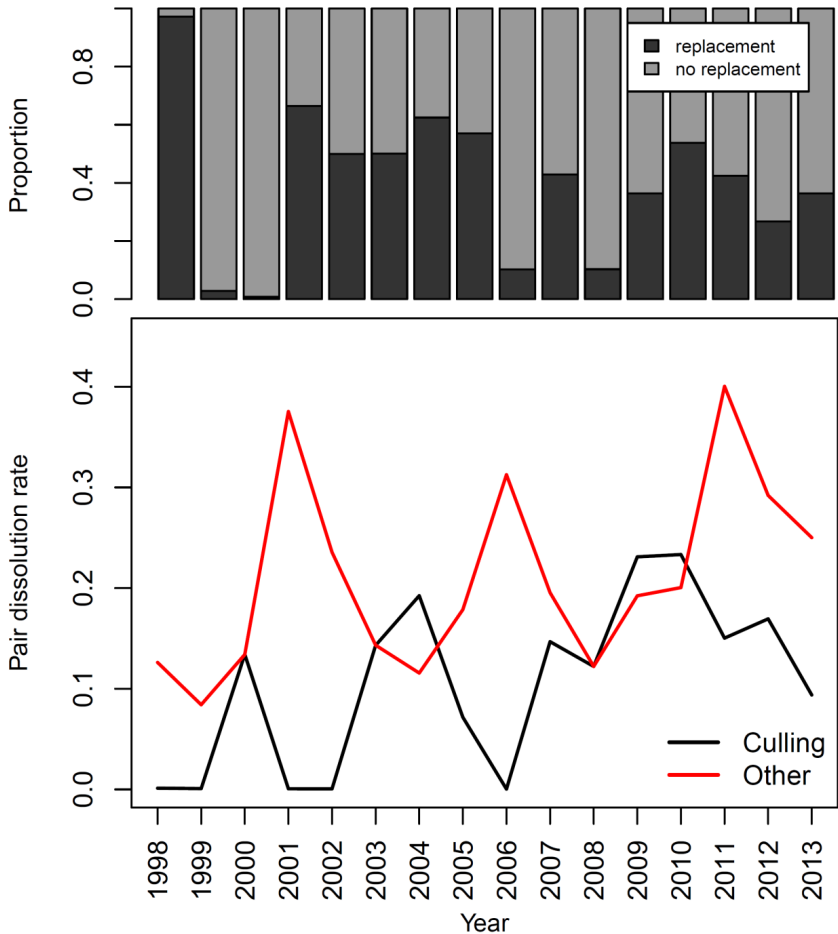 Proportion
0.8
0.4
0.0
replacement
no replacement
Pair dissolution rate
0.4
0.3
0.2
0.1
0.0
Culling
Other
1998 1999 2000 2001 2002 2003 2004 2005 2006 2007 2008 2009 2010 2011 2012 2013
Year